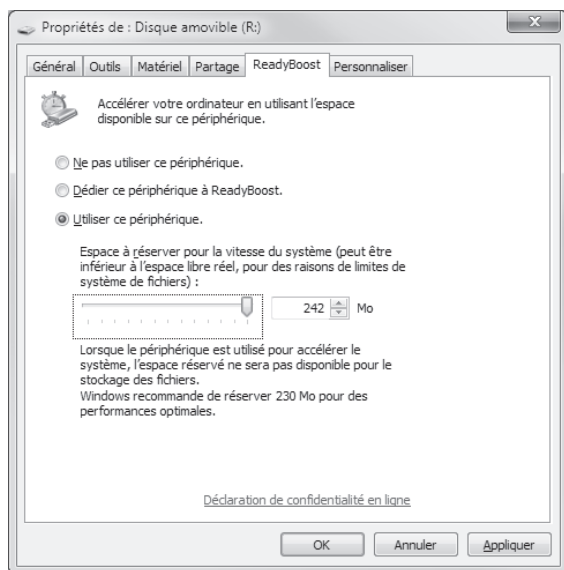 Propriétés de : Disque amovible (R:)
Général Outils Matériel Partage ReadyBoost Personnaliser
Accélérer votre ordinateur en utilisant l'espace
disponible sur ce périphérique.
Ne pas utiliser ce périphérique.
Dédier ce périphérique à ReadyBoost.
Utiliser ce périphérique.
Espace à réserver pour la vitesse du système (peut être
inférieur à l'espace libre réel, pour des raisons de limites de
système de fichiers) :
242 Mo
Lorsque le périphérique est utilisé pour accélérer le
système, l'espace réservé ne sera pas disponible pour le
stockage des fichiers.
Windows recommande de réserver 230 Mo pour des
performances optimales.
Déclaration de confidentialité en ligne
OK Annuler Appliquer